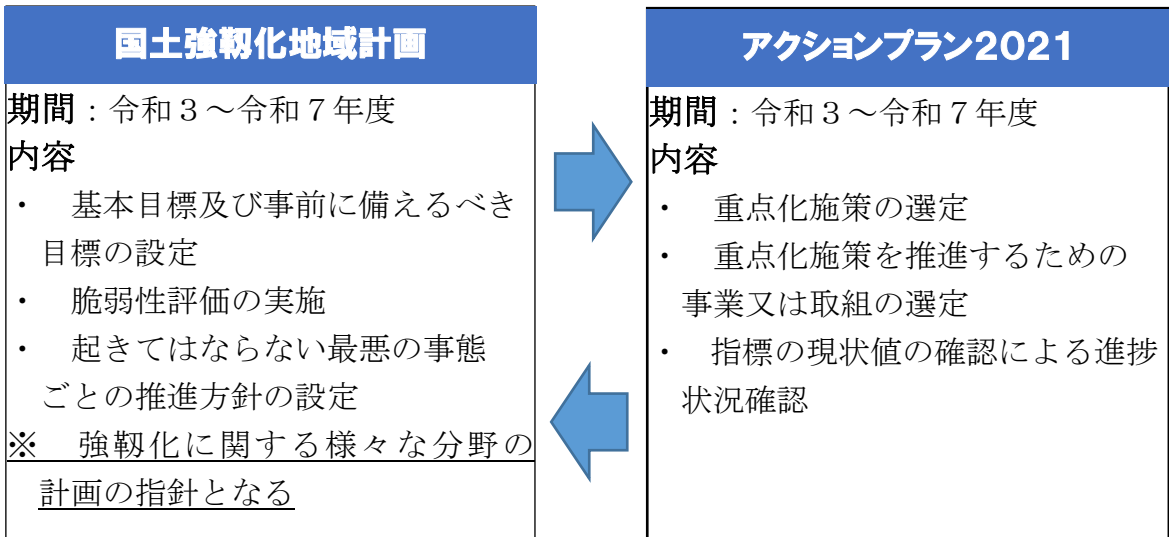 国土強靱化地域計画
期間：令和３～令和７年度
内容
・　基本目標及び事前に備えるべき
目標の設定
・　脆弱性評価の実施
・　起きてはならない最悪の事態
ごとの推進方針の設定
※　強靱化に関する様々な分野の
計画の指針となる
アクションプラン２０２１
期間：令和３～令和７年度
内容
・　重点化施策の選定
・　重点化施策を推進するための
事業又は取組の選定
・　指標の現状値の確認による進捗
状況確認